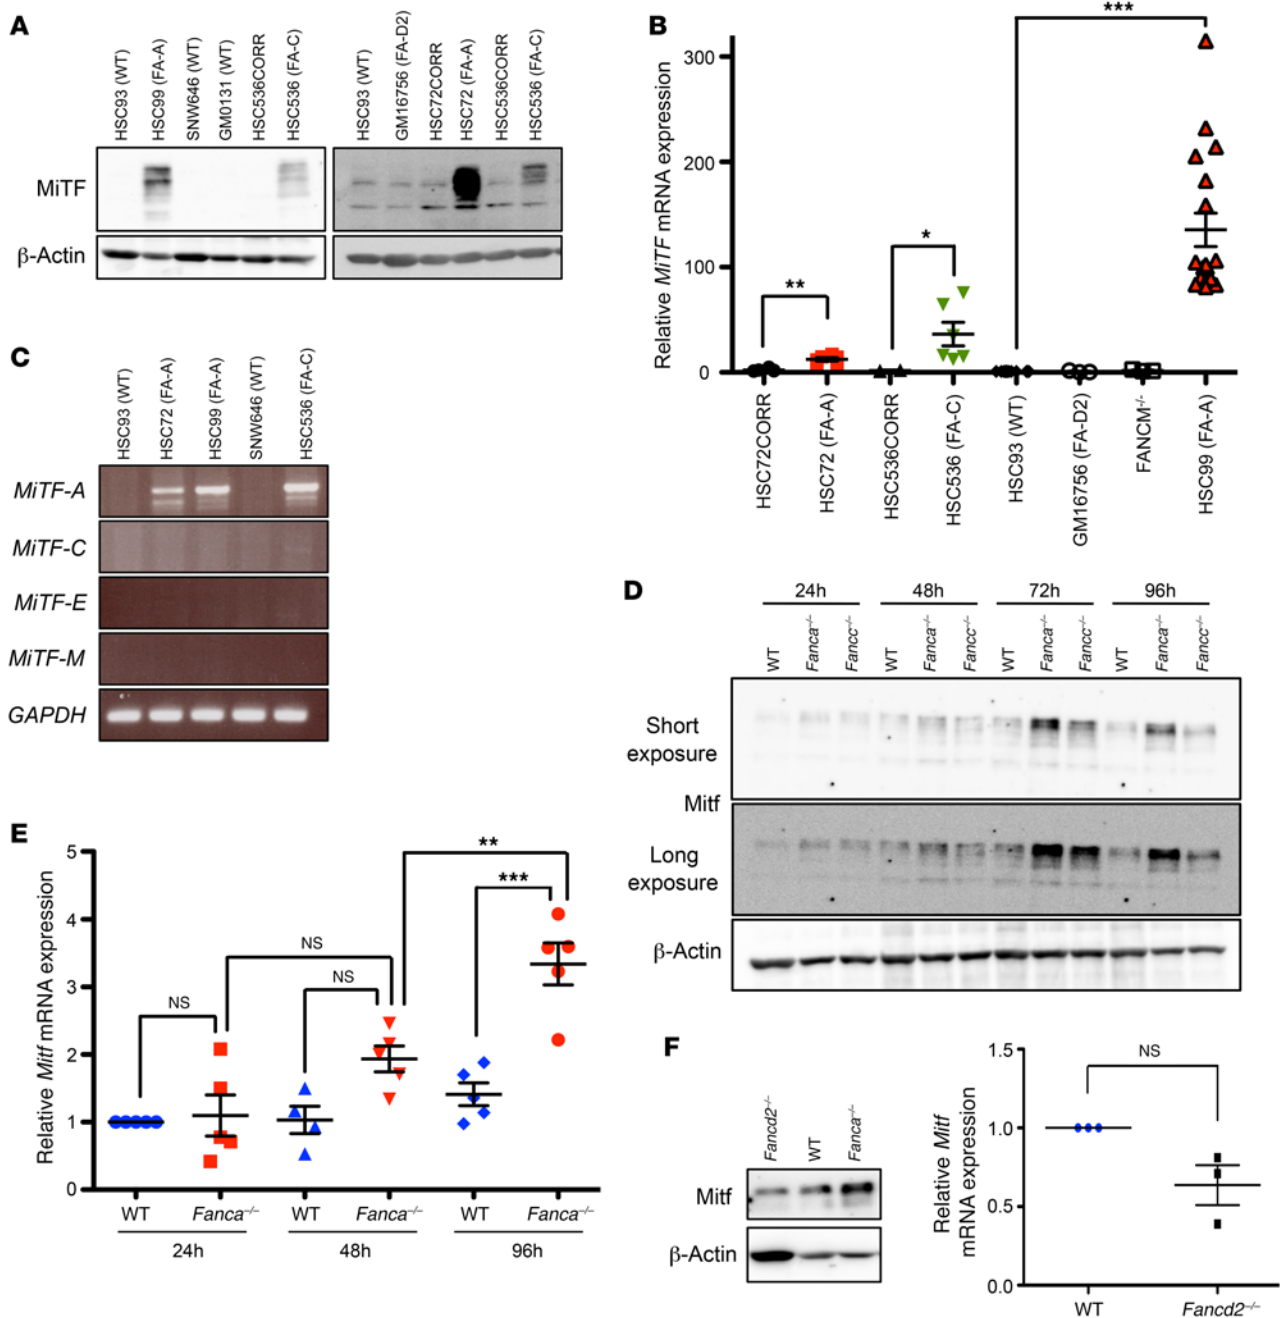 A
HSC93 (WT)
HSC99 (FA-A)
SNW646 (WT)
GM0131 (WT)
HSC536CORR
HSC536 (FA-C)
HSC93 (WT)
GM16756 (FA-D2)
HSC72CORR
HSC72 (FA-A)
HSC536CORR
HSC536 (FA-C)
MiTF
β-Actin
B
Relative MiTF mRNA expression
300
200
100
0
**
*
***
HSC72CORR
HSC72 (FA-A)
HSC536CORR
HSC536 (FA-C)
HSC93 (WT)
GM16756 (FA-D2)
FANCM-/-
HSC99 (FA-A)
C
HSC93 (WT)
HSC72 (FA-A)
HSC99 (FA-A)
SNW646 (WT)
HSC536 (FA-C)
MiTF-A
MiTF-C
MiTF-E
MiTF-M
GAPDH
D
24h
48h
72h
96h
WT
Fanca–/–
Fancc–/–
WT
Fanca–/–
Fancc–/–
WT
Fanca–/–
Fancc–/–
WT
Fanca–/–
Fancc–/–
Short
exposure
Mitf
Long
exposure
β-Actin
E
Relative Mitf mRNA expression
5
4
3
2
1
0
NS
NS
NS
**
***
WT
Fanca–/–
WT
Fanca–/–
WT
Fanca–/–
24h
48h
96h
F
Fancd2–/–
WT
Fanca–/–
Mitf
β-Actin
Relative Mitf
mRNA expression
1.5
1.0
0.5
0.0
NS
WT
Fancd2–/–